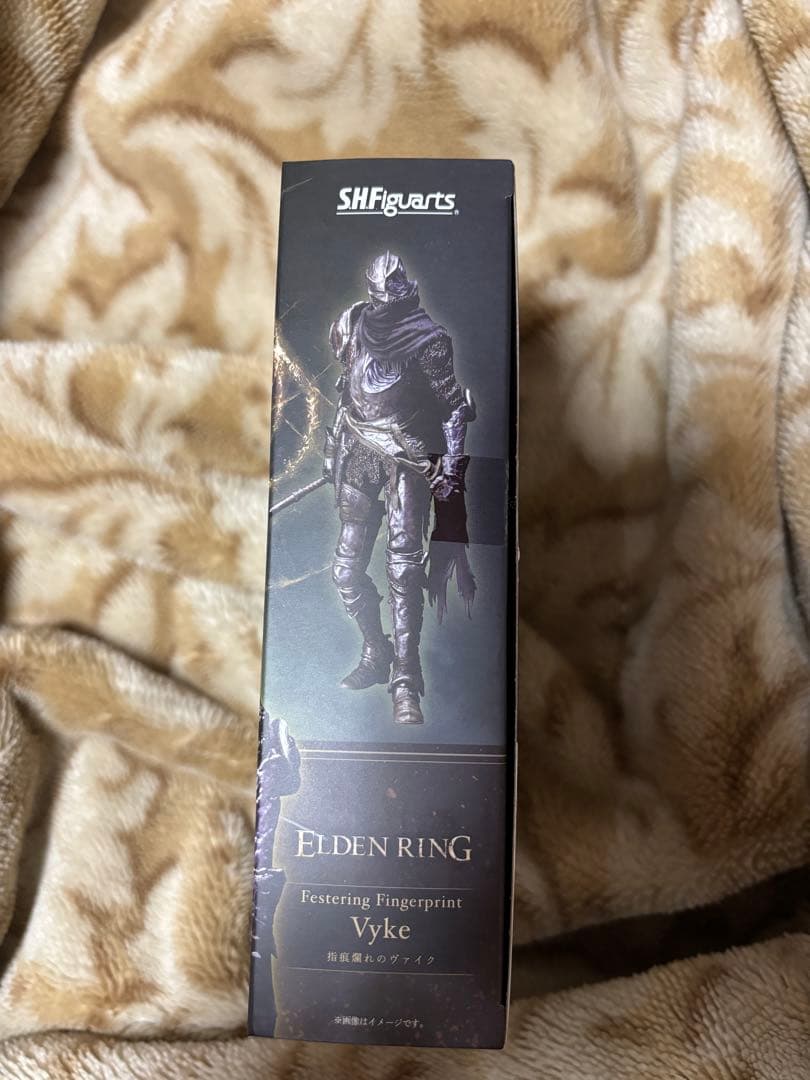 S.H.Figuarts®
ELDEN RING
Festering Fingerprint
Vyke
指痕爛れのヴァイク
※画像はイメージです。